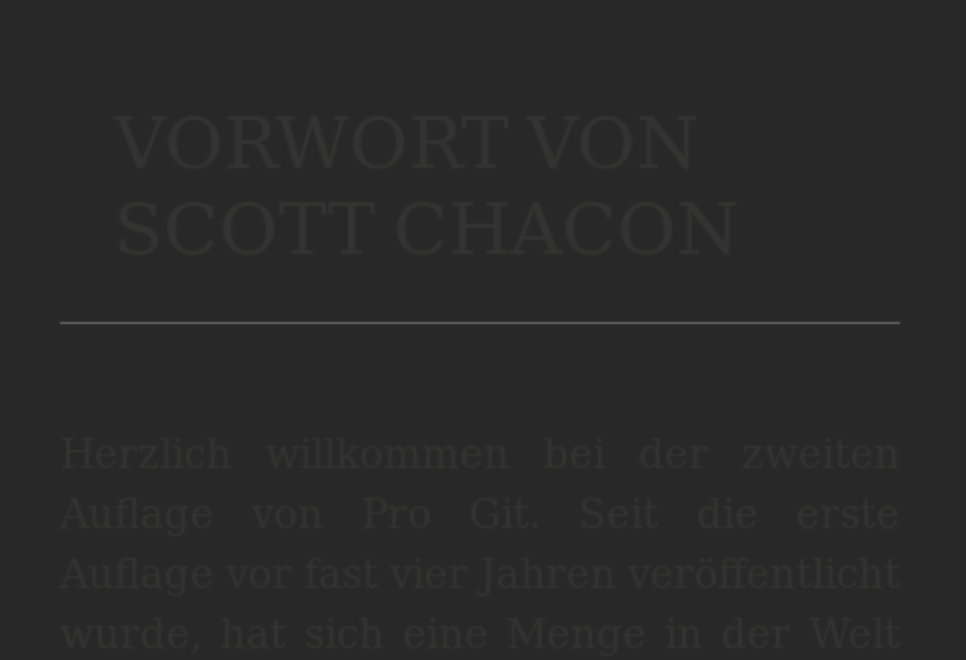 VORWORT VON
SCOTT CHACON
Herzlich willkommen bei der zweiten
Auflage von Pro Git. Seit die erste
Auflage vor fast vier Jahren veröffentlicht
wurde, hat sich eine Menge in der Welt